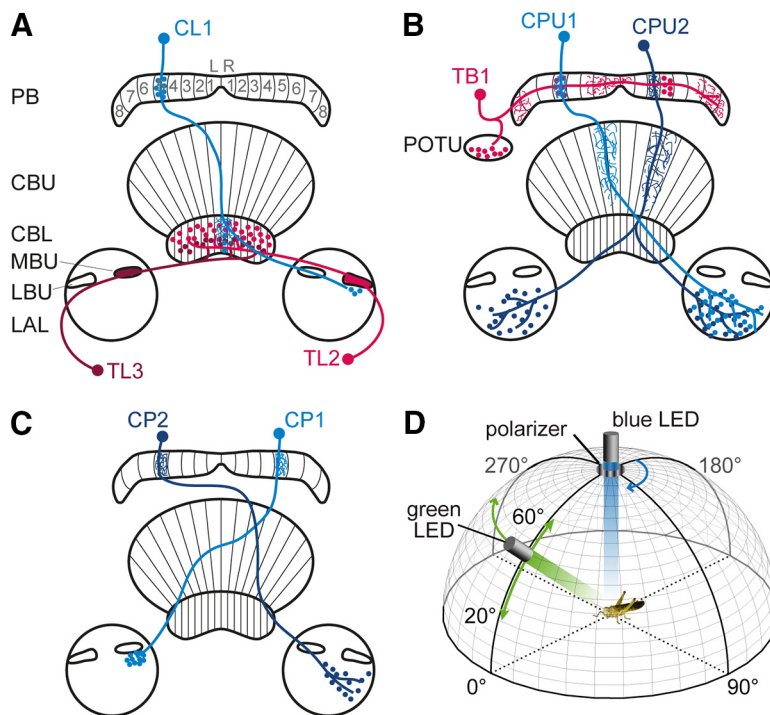 A
CL1
L R
PB
8 7 6 4 3 2 1 1 2 3 4 5 6 7 8
CBU
CBL
MBU
LBU
LAL
TL3
TL2
B
CPU1
CPU2
TB1
POTU
C
CP2
CP1
D
blue LED
polarizer
270°
180°
green
LED
60°
20°
0°
90°